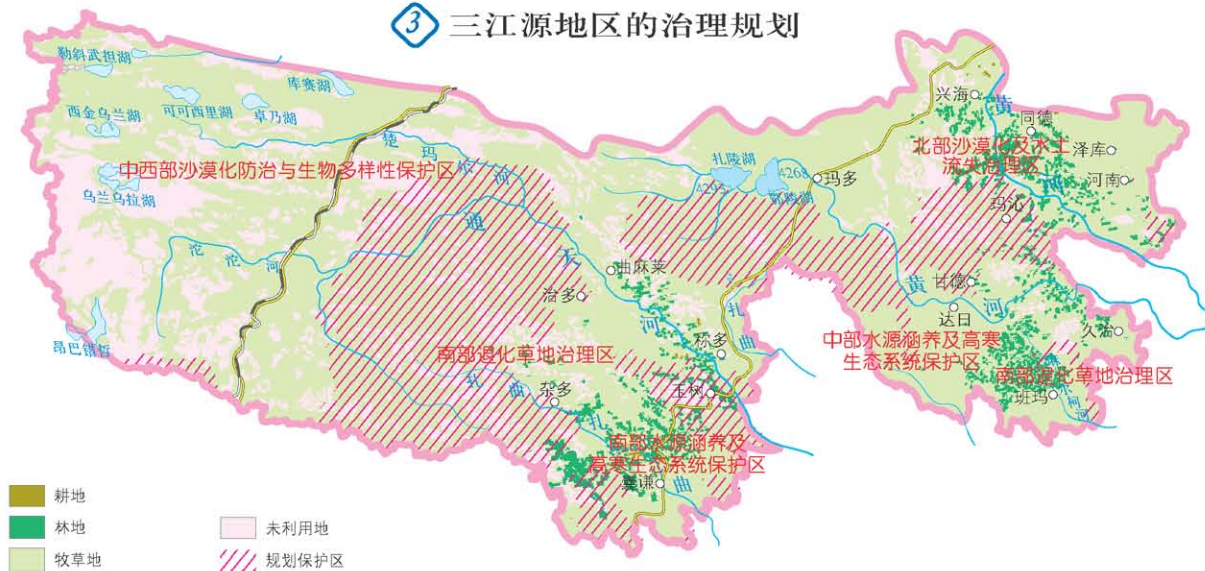 3 三江源地区的治理规划
勒斜武担湖
库赛湖
西金乌兰湖
可可西里湖
卓乃湖
乌兰乌拉湖
中西部沙漠化防治与生物多样性保护区
楚玛尔河
沱沱河
通天河
昂巴错钦
扎陵湖
4295
4268
鄂陵湖
玛多
兴海
黄河
同德
北部沙漠化及水土
流失治理区
泽库
河南
玛沁
曲麻莱
治多
扎曲
称多
南部退化草地治理区
杂多
扎曲
玉树
南部水源涵养及
高寒生态系统保护区
囊谦
扎曲
甘德
黄河
达日
久治
中部水源涵养及高寒
生态系统保护区
南部退化草地治理区
班玛
耕地
林地
未利用地
牧草地
规划保护区